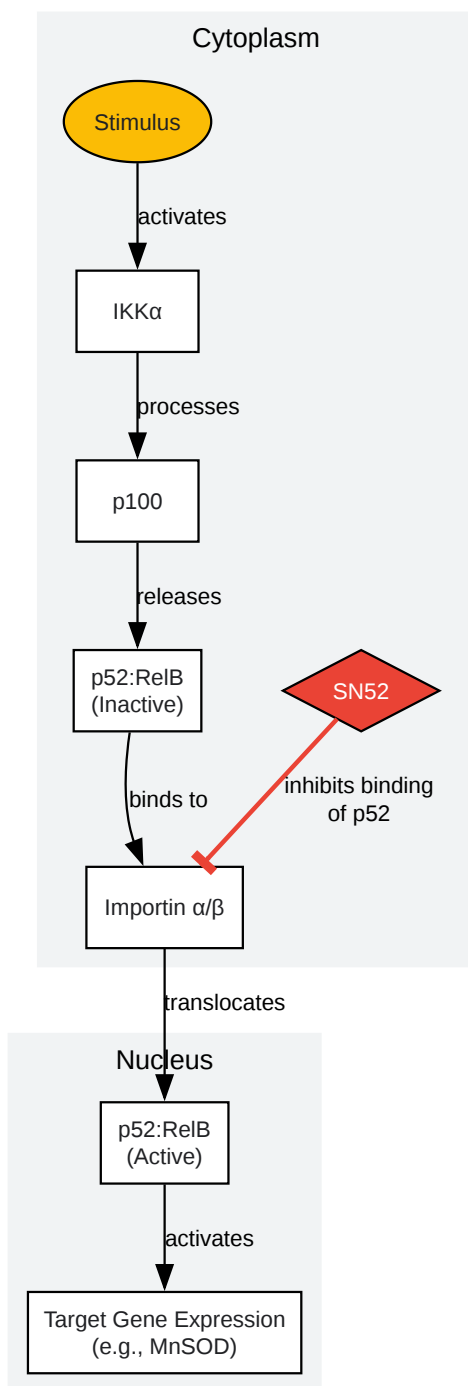 Cytoplasm
Stimulus
activates
IKKα
processes
p100
releases
p52:RelB
(Inactive)
SN52
binds to
inhibits binding
of p52
Importin α/β
translocates
Nucleus
p52:RelB
(Active)
activates
Target Gene Expression
(e.g., MnSOD)